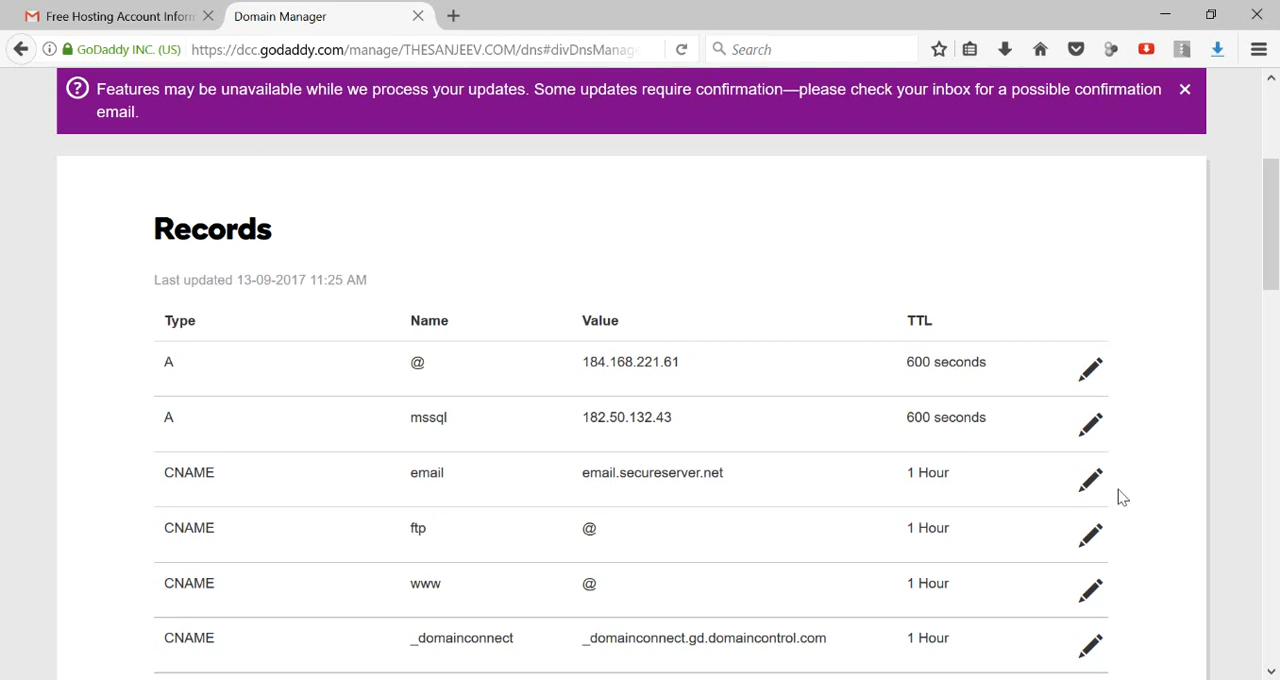 Free Hosting Account Inforn
Domain Manager
GoDaddy INC. (US)
https://dcc.godaddy.com/manage/THESANJEEV.COM/dns#divDnsManag
Search
Features may be unavailable while we process your updates. Some updates require confirmation—please check your inbox for a possible confirmation
email.
Records
Last updated 13-09-2017 11:25 AM
Type Name Value TTL
A @ 184.168.221.61 600 seconds
A mssql 182.50.132.43 600 seconds
CNAME email email.secureserver.net 1 Hour
CNAME ftp @ 1 Hour
CNAME www @ 1 Hour
CNAME _domainconnect _domainconnect.gd.domaincontrol.com 1 Hour